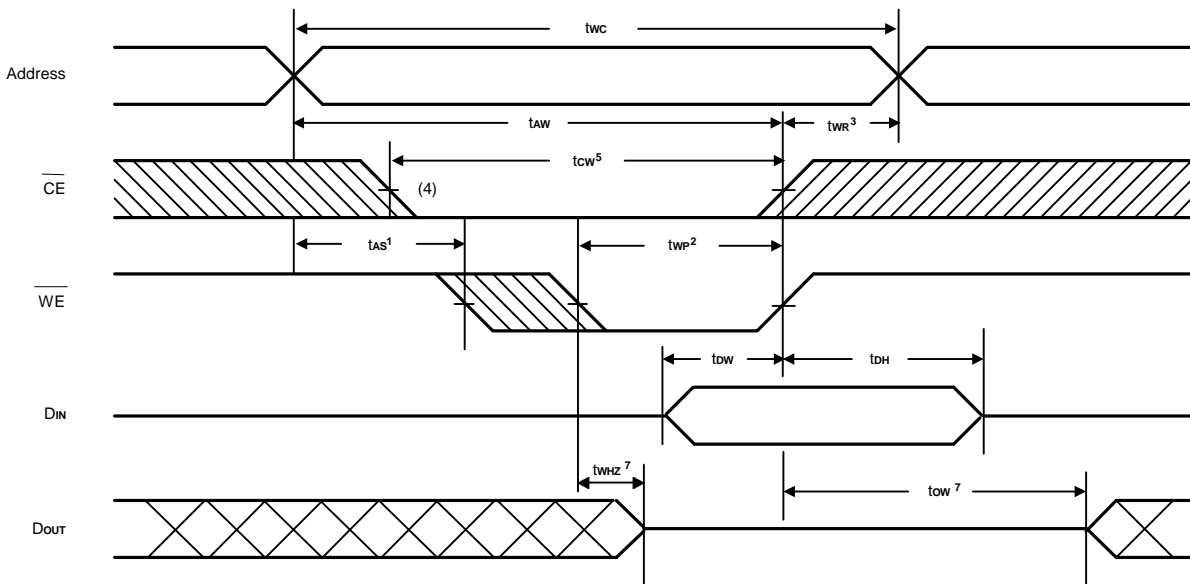 tWC
Address
tAW
tWR3
tCW5
CE
(4)
tAS1
tWP2
WE
tDW
tDH
DIN
tWHZ 7
tOW 7
DOUT